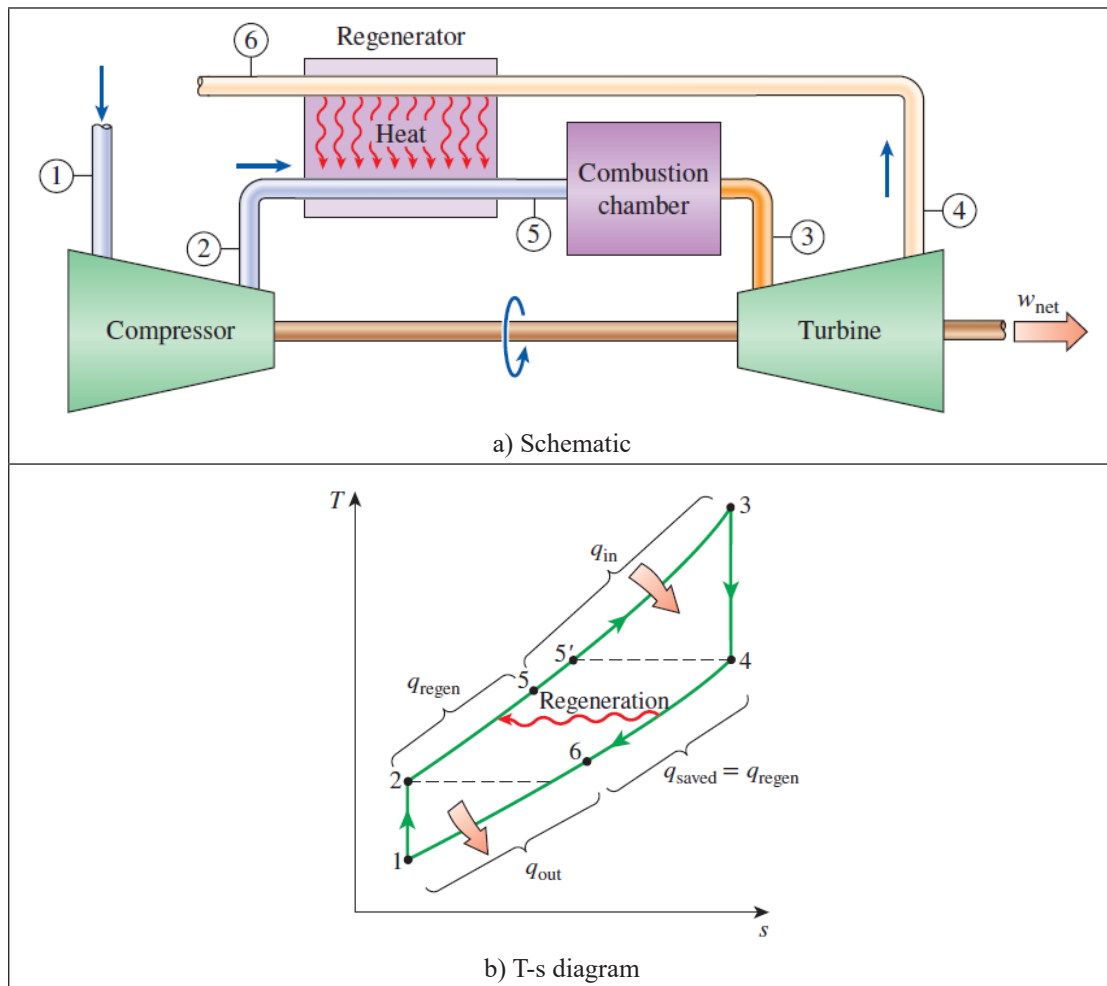 6
Regenerator
Heat
1
Combustion
chamber
2
5
3
4
Compressor
Turbine
w_net
a) Schematic
T
3
q_in
5′
4
5
q_regen
Regeneration
6
2
q_saved = q_regen
1
q_out
s
b) T-s diagram